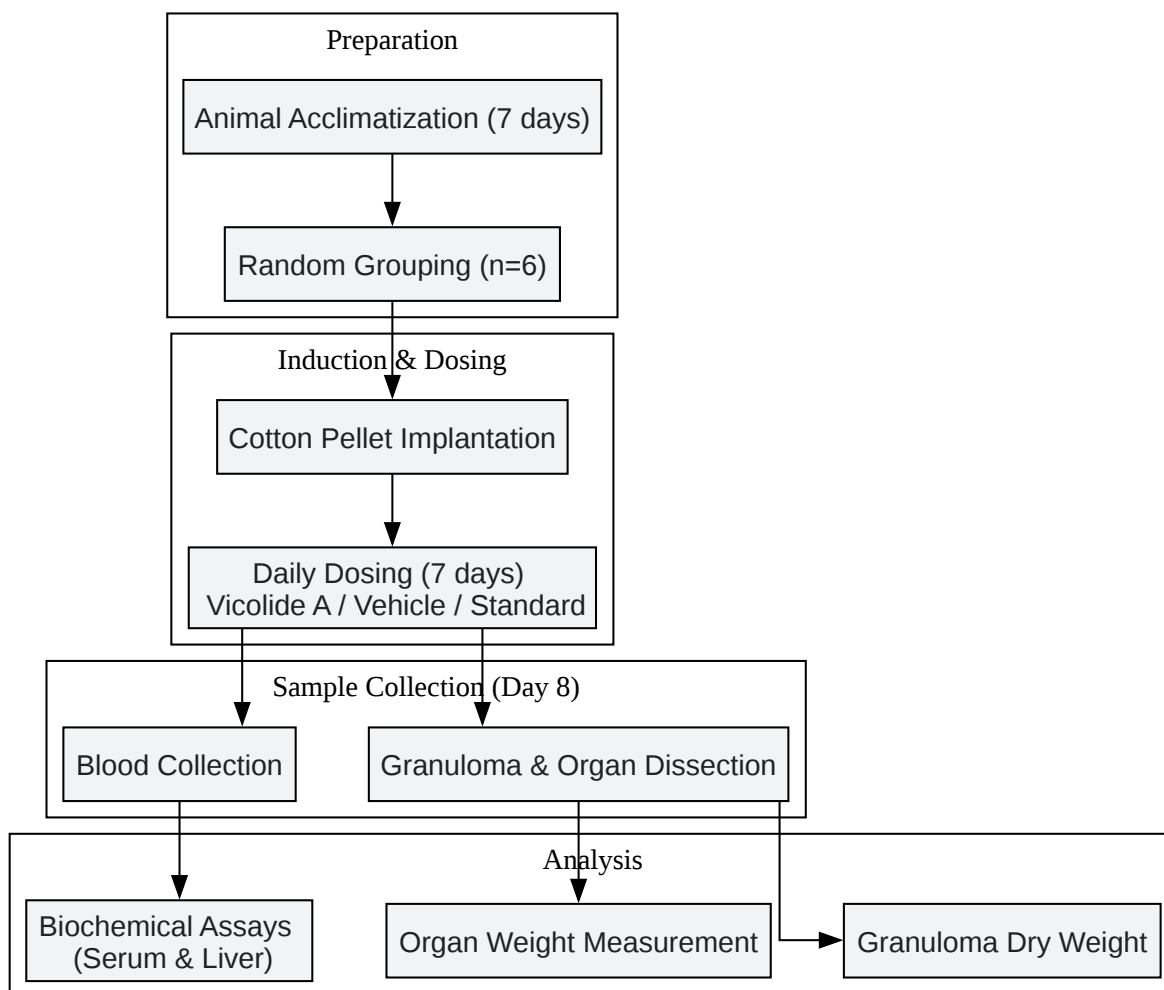 Preparation
Animal Acclimatization (7 days)
Random Grouping (n=6)
Induction & Dosing
Cotton Pellet Implantation
Daily Dosing (7 days)
Vicolide A / Vehicle / Standard
Sample Collection (Day 8)
Blood Collection
Granuloma & Organ Dissection
Analysis
Biochemical Assays
(Serum & Liver)
Organ Weight Measurement
Granuloma Dry Weight